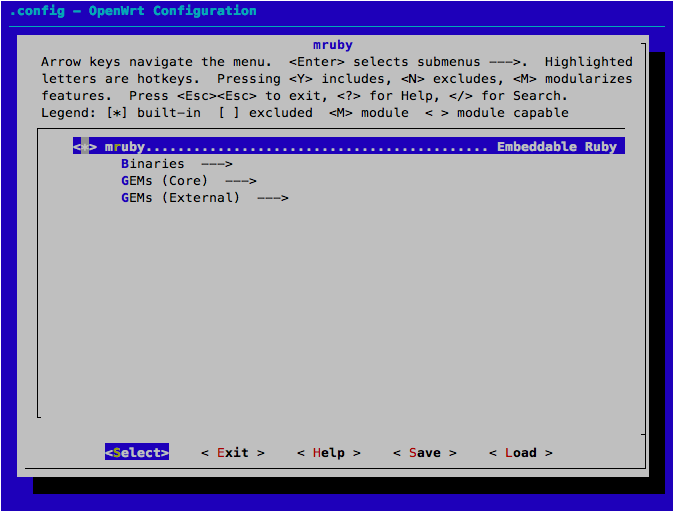 .config - OpenWrt Configuration
mruby
Arrow keys navigate the menu.  <Enter> selects submenus --->.  Highlighted
letters are hotkeys.  Pressing <Y> includes, <N> excludes, <M> modularizes
features.  Press <Esc><Esc> to exit, <?> for Help, </> for Search.
Legend: [*] built-in  [ ] excluded  <M> module  < > module capable
<*> mruby........................................... Embeddable Ruby
Binaries  --->
GEMs (Core)  --->
GEMs (External)  --->
<Select>    < Exit >    < Help >    < Save >    < Load >